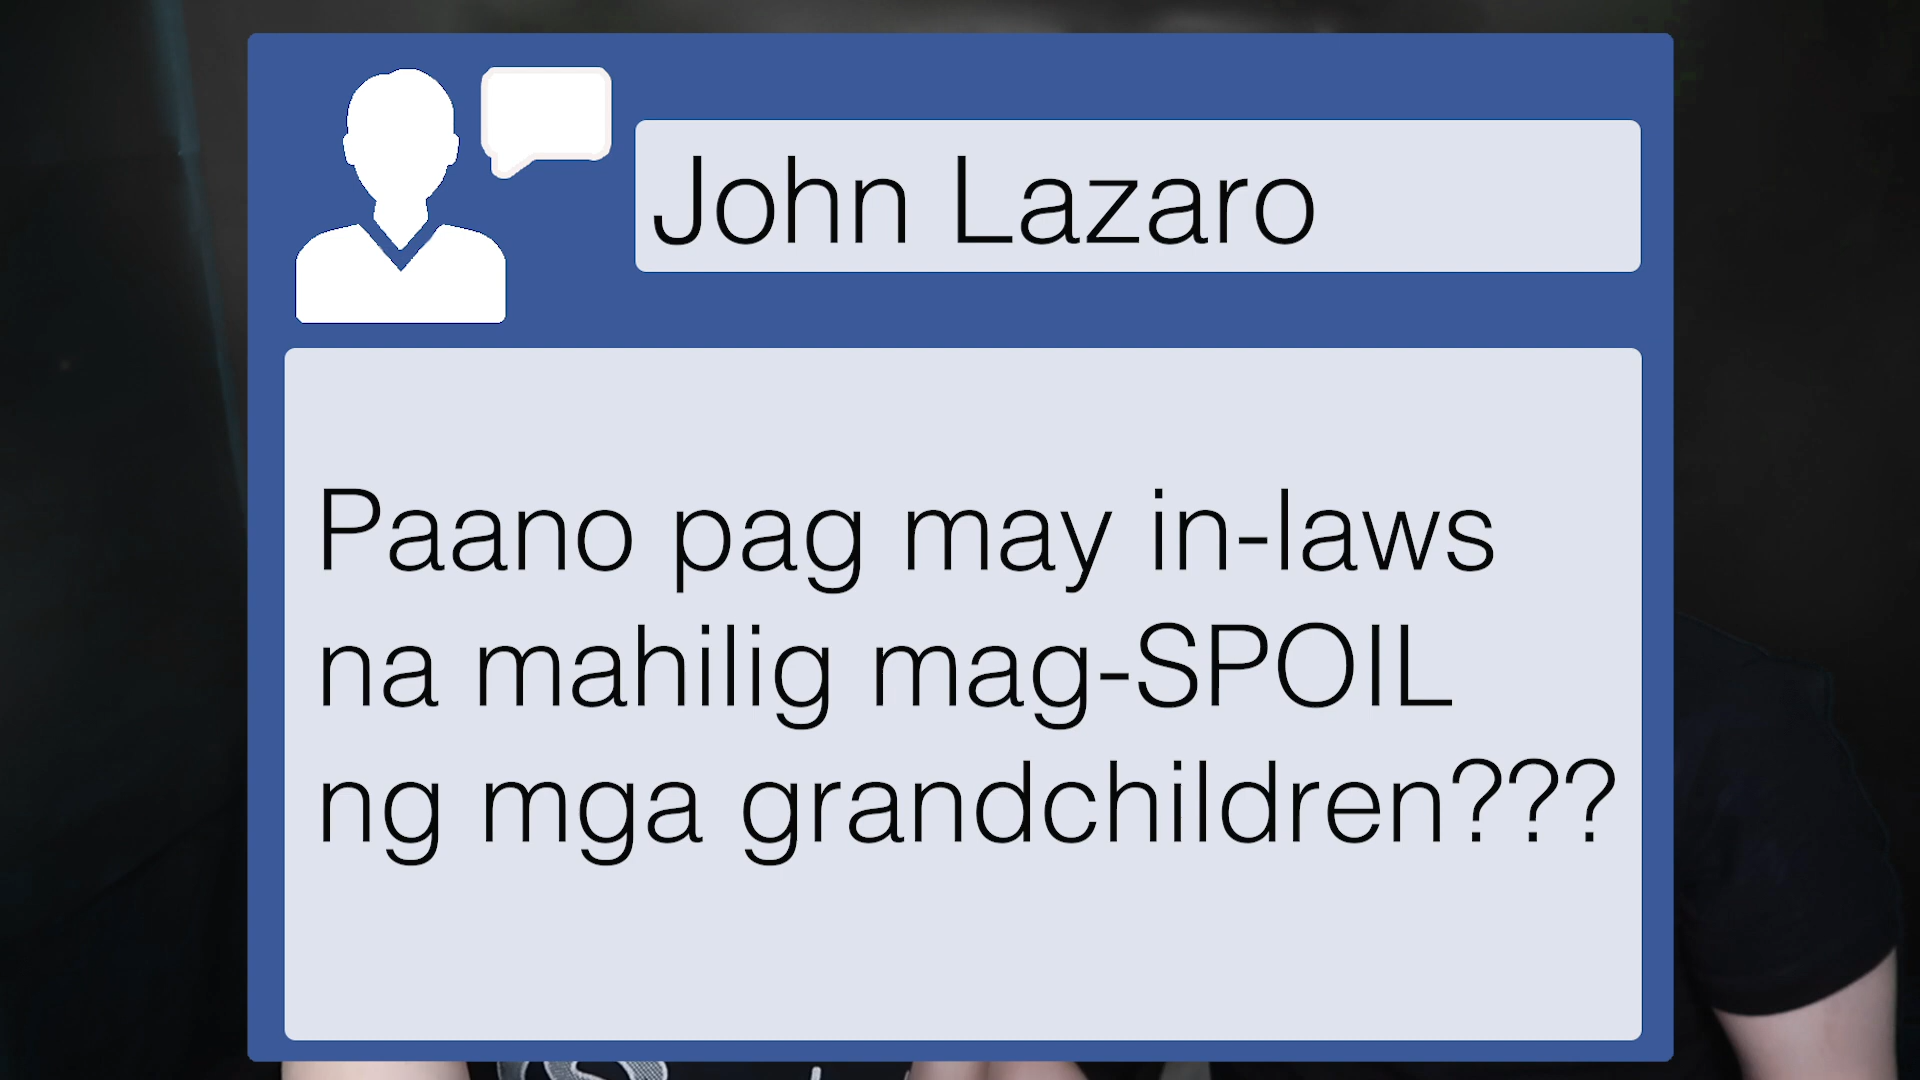 John Lazaro
Paano pag may in-laws
na mahilig mag-SPOIL
ng mga grandchildren???